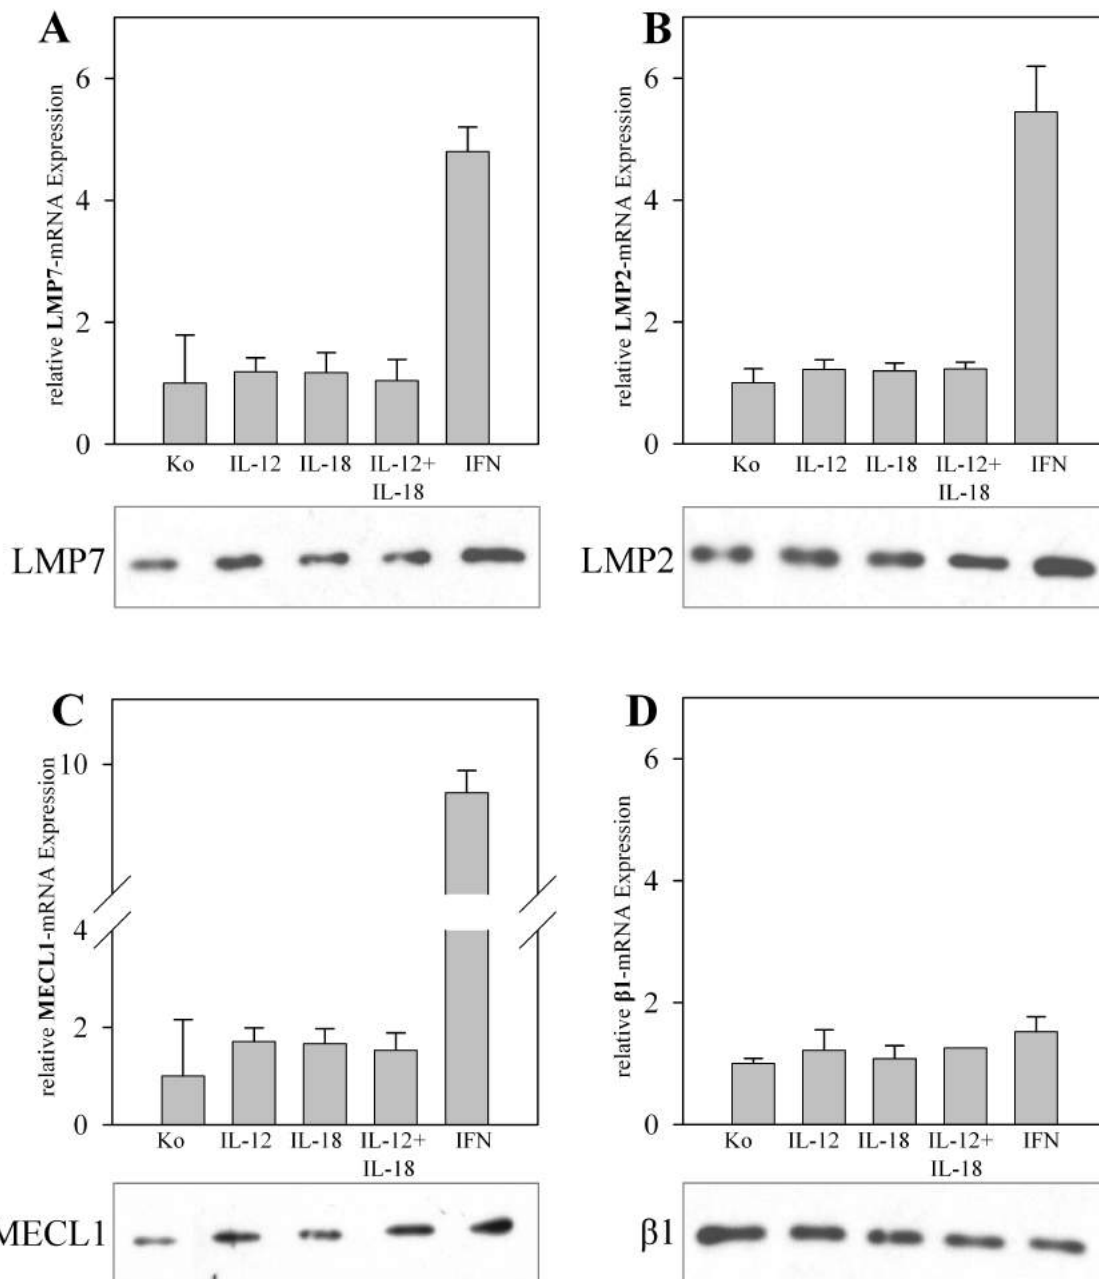 A
relative LMP7-mRNA Expression
6
4
2
0
Ko IL-12 IL-18 IL-12+ IFN
IL-18
LMP7
B
relative LMP2-mRNA Expression
6
4
2
0
Ko IL-12 IL-18 IL-12+ IFN
IL-18
LMP2
C
relative MECL1-mRNA Expression
10
4
2
0
Ko IL-12 IL-18 IL-12+ IFN
IL-18
MECL1
D
relative β1-mRNA Expression
6
4
2
0
Ko IL-12 IL-18 IL-12+ IFN
IL-18
β1